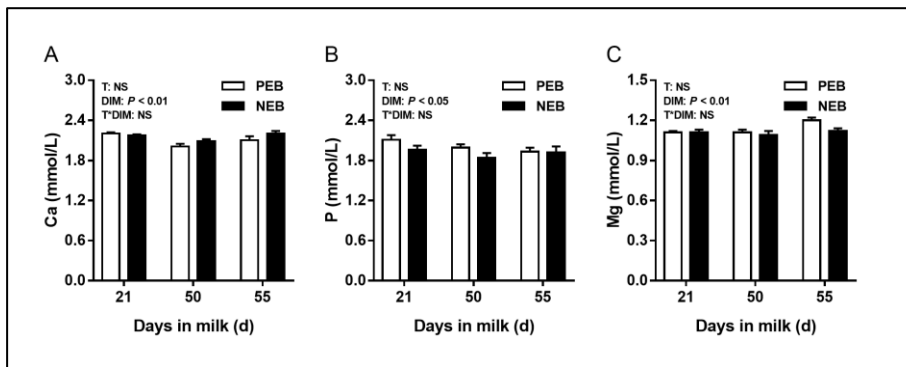 A
T: NS
DIM: P < 0.01
T*DIM: NS
PEB
NEB
Ca (mmol/L)
3.0
2.4
1.8
1.2
0.6
0.0
21 50 55
Days in milk (d)
B
T: NS
DIM: P < 0.05
T*DIM: NS
PEB
NEB
P (mmol/L)
3.0
2.4
1.8
1.2
0.6
0.0
21 50 55
Days in milk (d)
C
T: NS
DIM: P < 0.01
T*DIM: NS
PEB
NEB
Mg (mmol/L)
1.5
1.2
0.9
0.6
0.3
0.0
21 50 55
Days in milk (d)